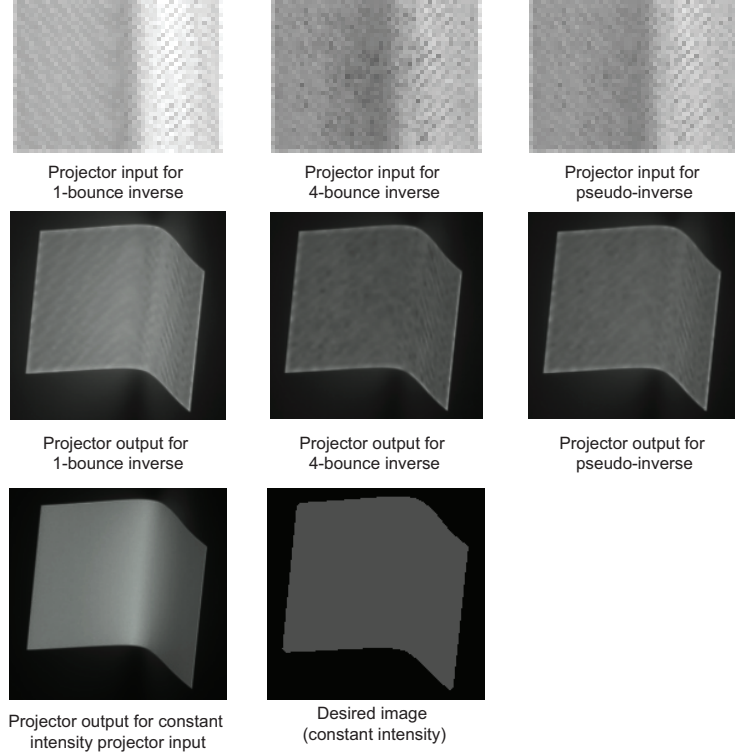 Projector input for
1-bounce inverse
Projector input for
4-bounce inverse
Projector input for
pseudo-inverse
Projector output for
1-bounce inverse
Projector output for
4-bounce inverse
Projector output for
pseudo-inverse
Projector output for constant
intensity projector input
Desired image
(constant intensity)